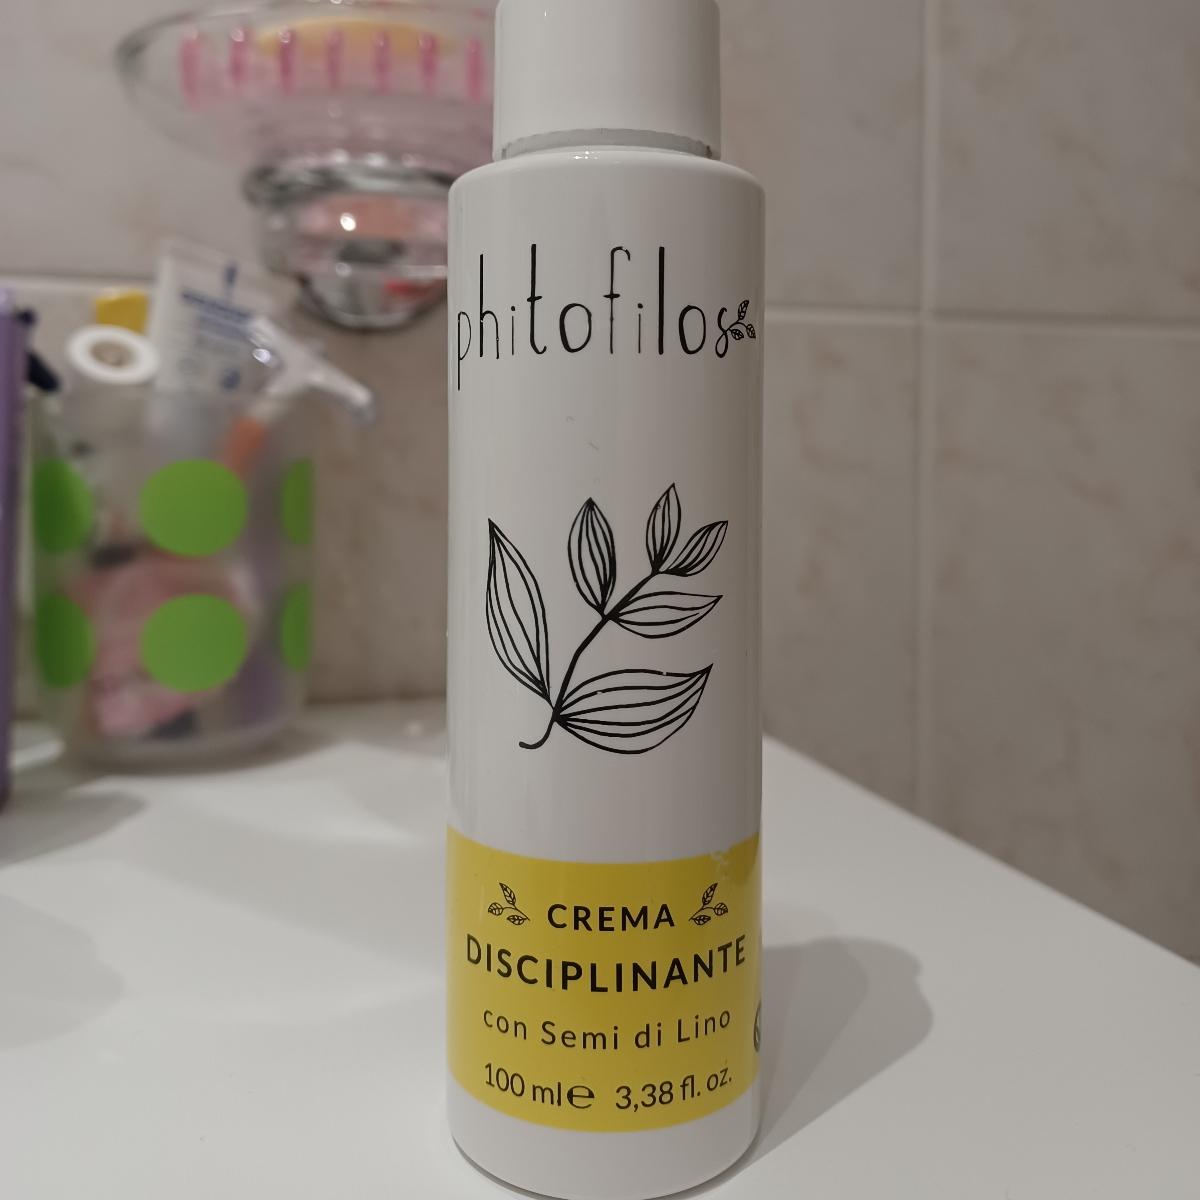 phitofilos
CREMA
DISCIPLINANTE
con Semi di Lino
100 ml℮ 3,38 fl. oz.